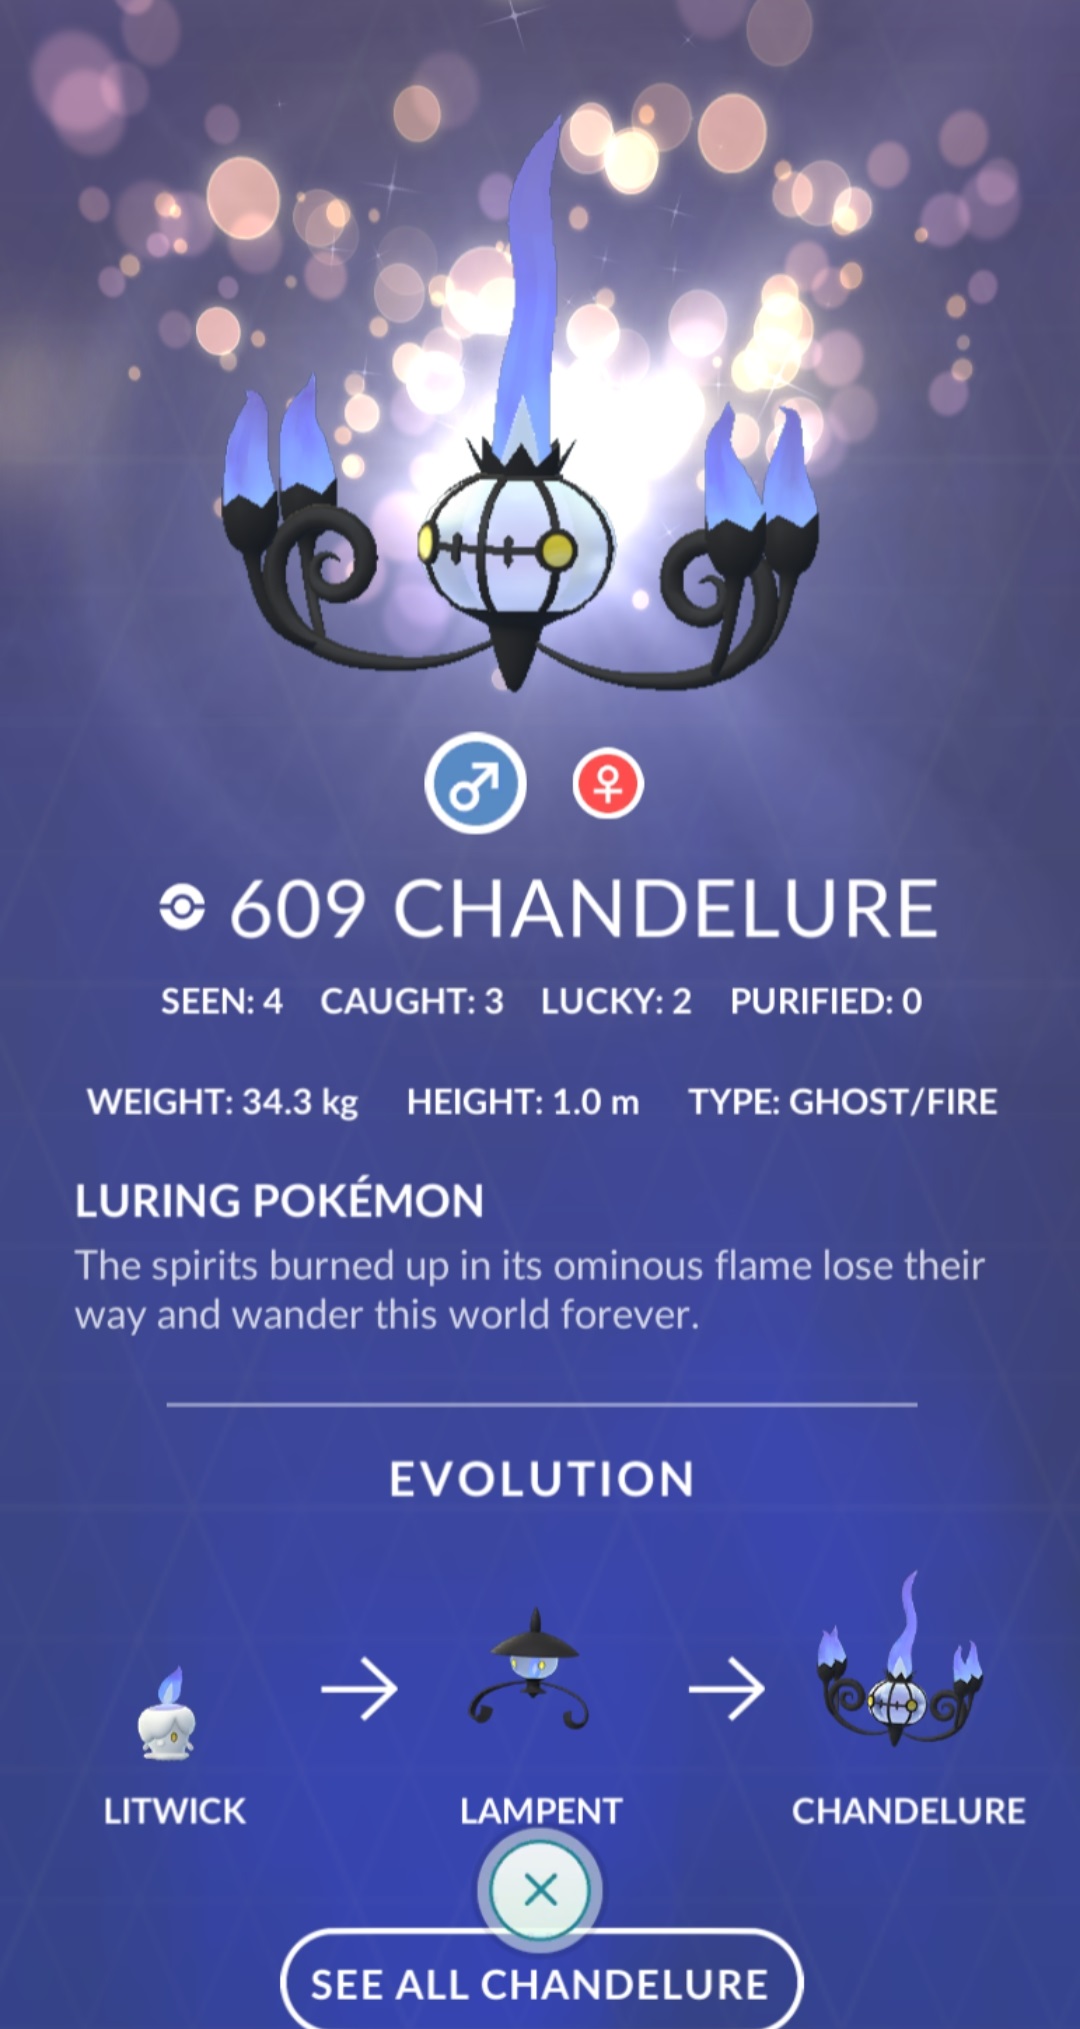 609 CHANDELURE
SEEN: 4 CAUGHT: 3 LUCKY: 2 PURIFIED: 0
WEIGHT: 34.3 kg HEIGHT: 1.0 m TYPE: GHOST/FIRE
LURING POKÉMON
The spirits burned up in its ominous flame lose their
way and wander this world forever.
EVOLUTION
LITWICK LAMPENT CHANDELURE
SEE ALL CHANDELURE